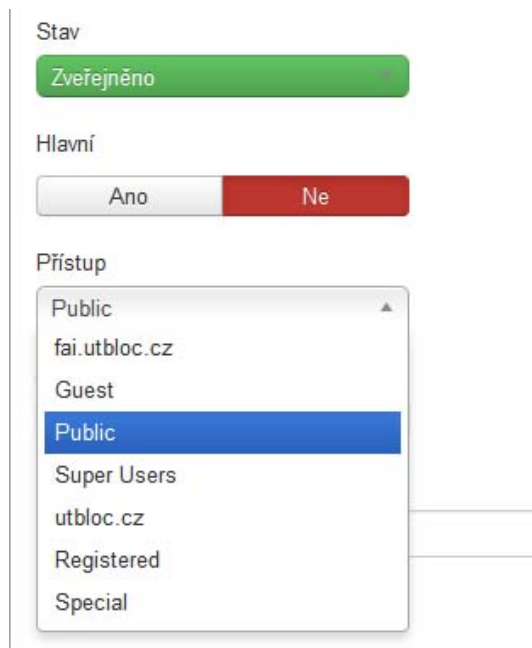 Stav
Zveřejněno
Hlavní
Ano Ne
Přístup
Public
fai.utbloc.cz
Guest
Public
Super Users
utbloc.cz
Registered
Special